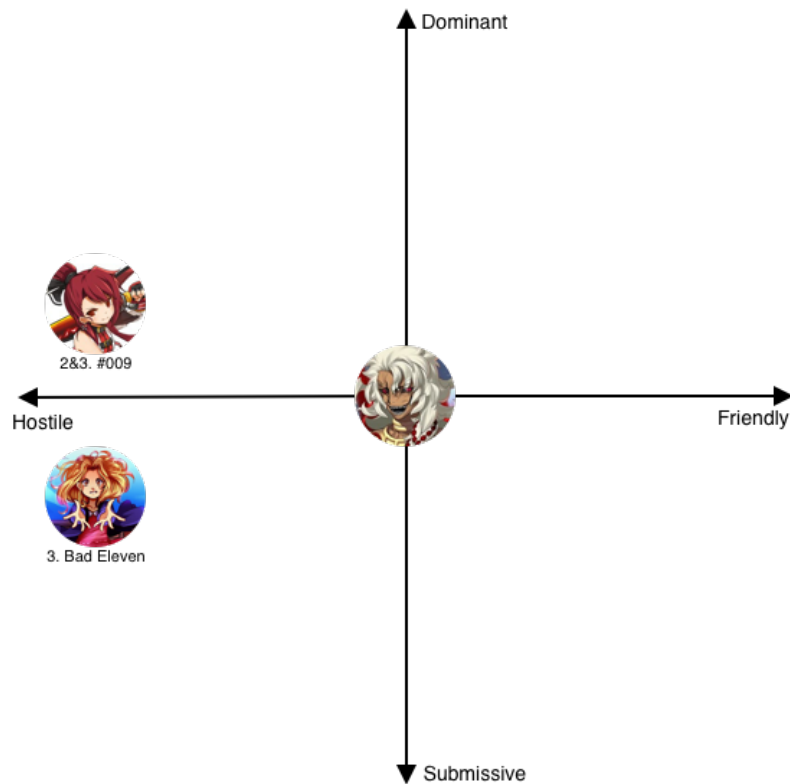 Dominant
2&3. #009
Hostile
Friendly
3. Bad Eleven
Submissive